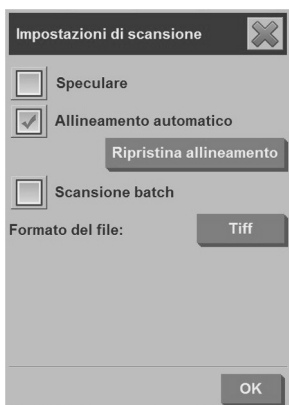 Impostazioni di scansione
Speculare
Allineamento automatico
Ripristina allineamento
Scansione batch
Formato del file: Tiff
OK